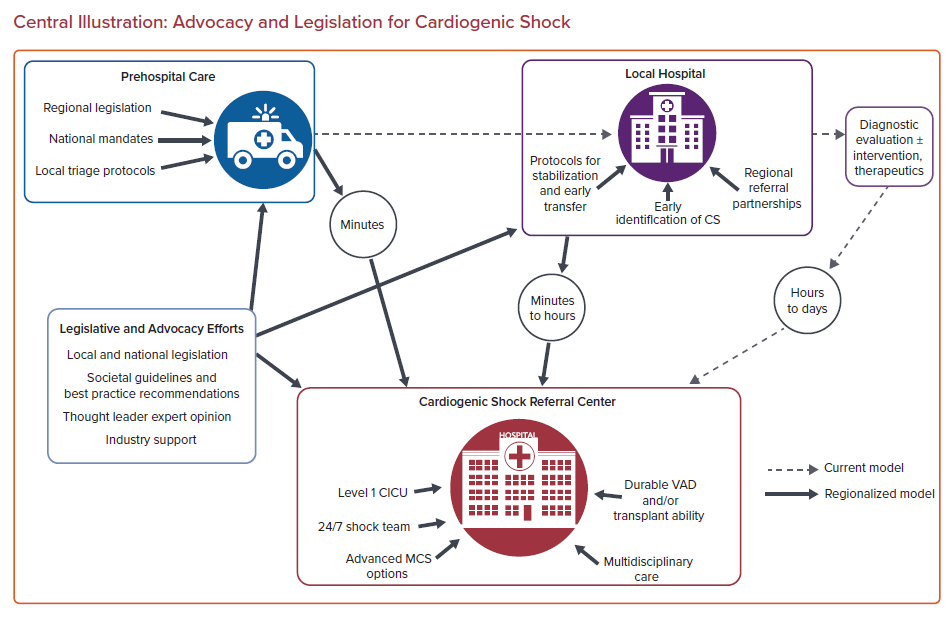 Central Illustration: Advocacy and Legislation for Cardiogenic Shock
Prehospital Care
Regional legislation
National mandates
Local triage protocols
Minutes
Local Hospital
Protocols for
stabilization
and early
transfer
Early
identification of CS
Regional
referral
partnerships
Diagnostic
evaluation ±
intervention,
therapeutics
Minutes
to hours
Hours
to days
Legislative and Advocacy Efforts
Local and national legislation
Societal guidelines and
best practice recommendations
Thought leader expert opinion
Industry support
Cardiogenic Shock Referral Center
HOSPITAL
Level 1 CICU
24/7 shock team
Advanced MCS
options
Durable VAD
and/or
transplant ability
Multidisciplinary
care
Current model
Regionalized model